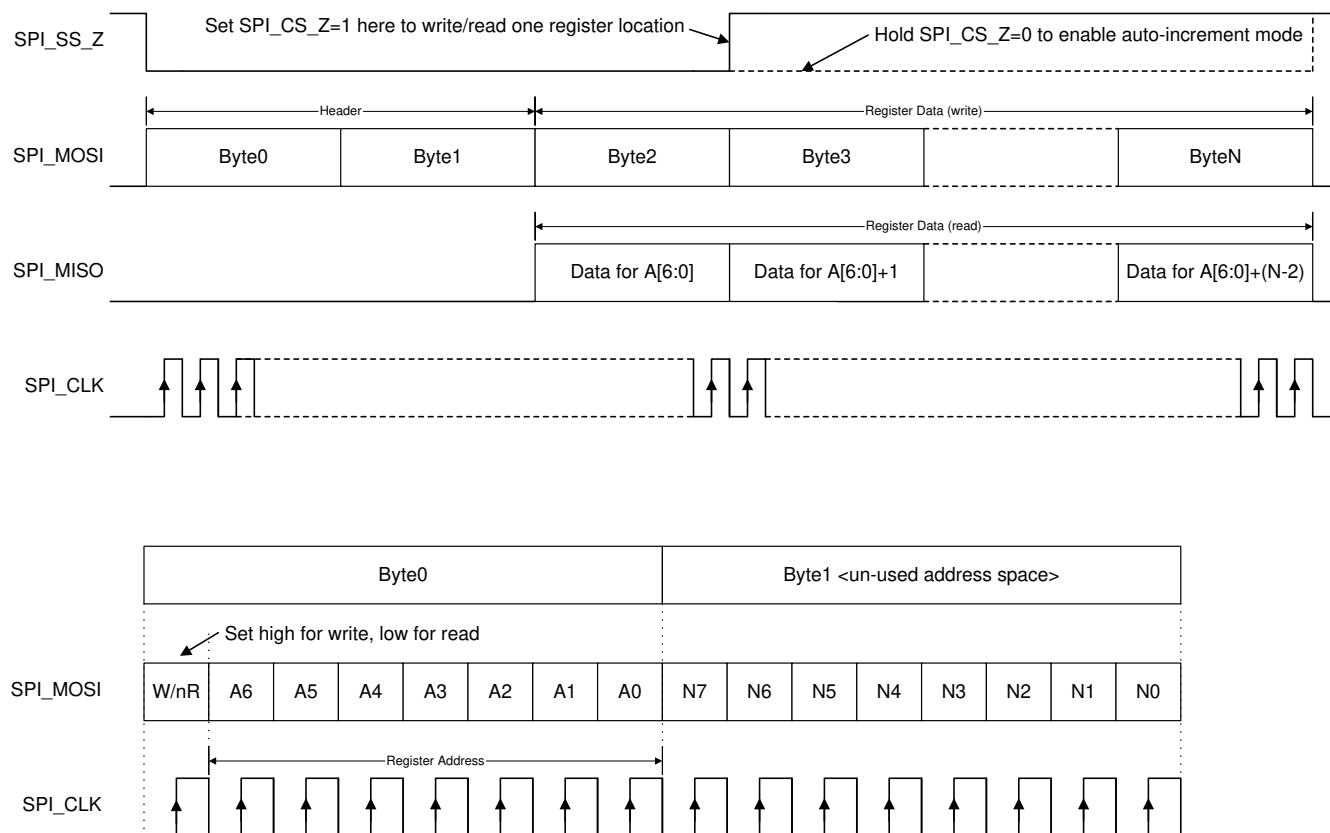 Set SPI_CS_Z=1 here to write/read one register location
Hold SPI_CS_Z=0 to enable auto-increment mode
SPI_SS_Z
Header
Register Data (write)
SPI_MOSI
Byte0
Byte1
Byte2
Byte3
ByteN
Register Data (read)
SPI_MISO
Data for A[6:0]
Data for A[6:0]+1
Data for A[6:0]+(N-2)
SPI_CLK
Byte0
Byte1 <un-used address space>
Set high for write, low for read
SPI_MOSI
W/nR
A6
A5
A4
A3
A2
A1
A0
N7
N6
N5
N4
N3
N2
N1
N0
Register Address
SPI_CLK